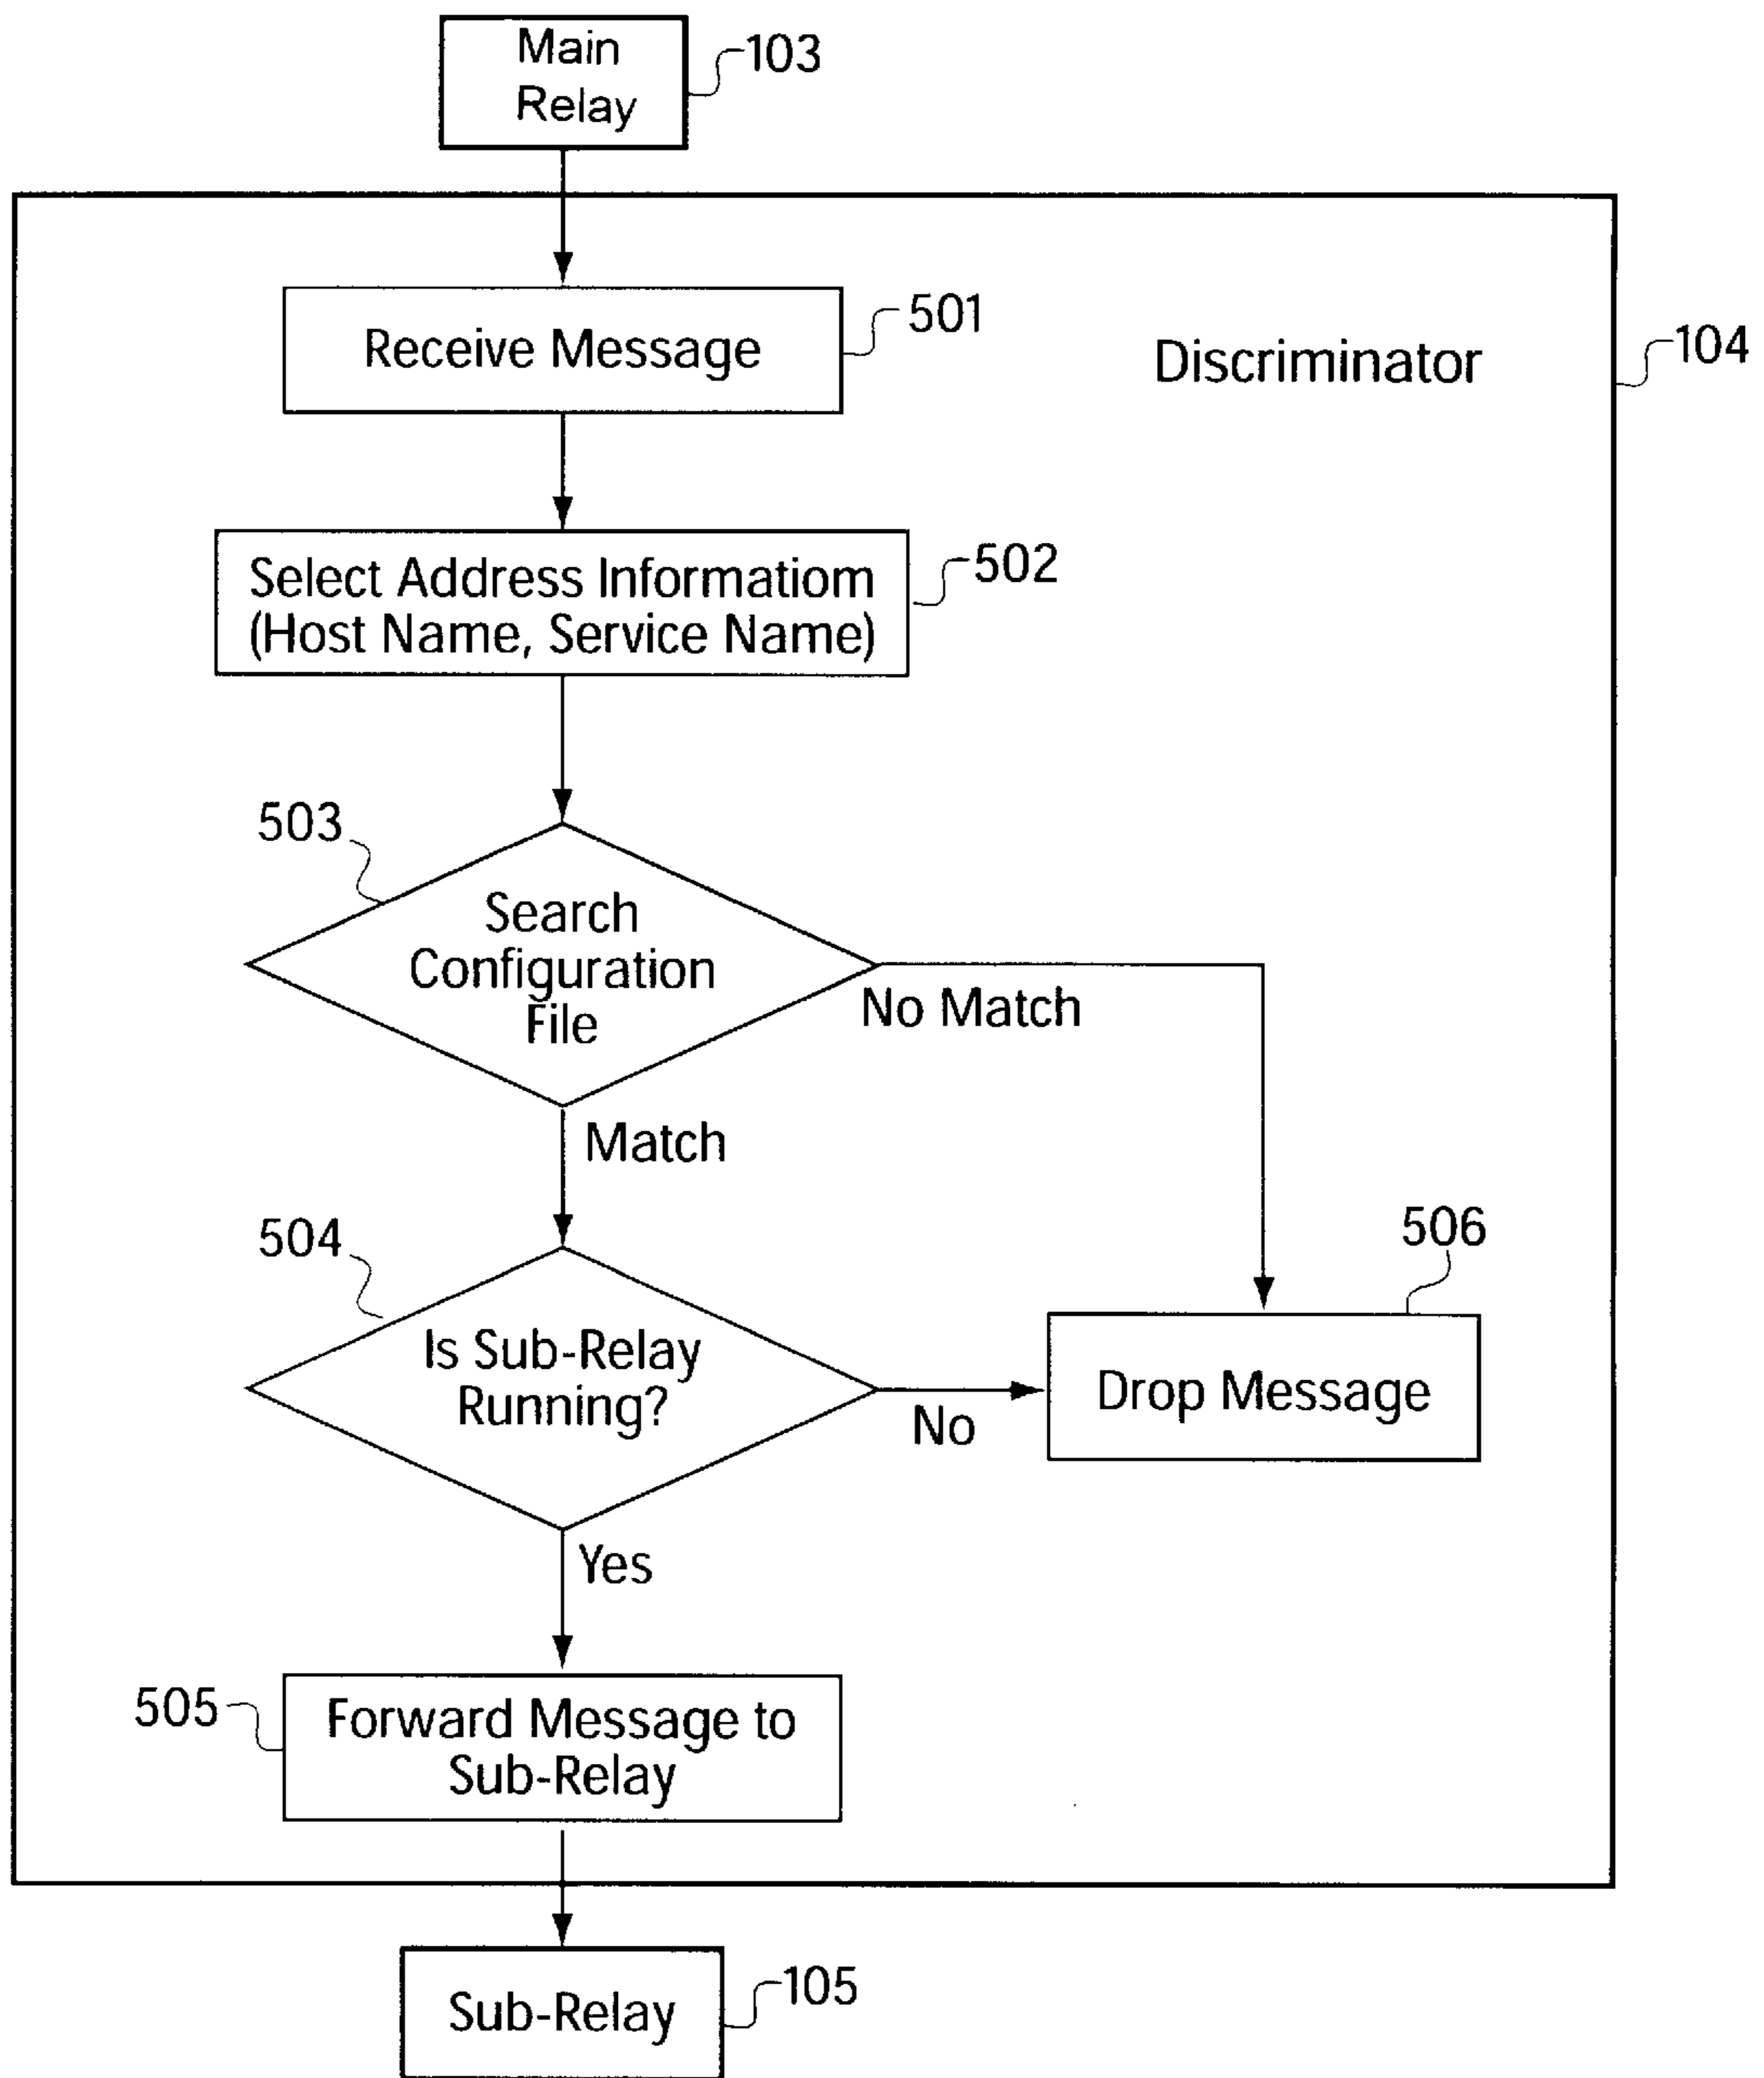 Main
Relay
103
Receive Message
501
Discriminator
104
Select Address Informatiom
(Host Name, Service Name)
502
503
Search
Configuration
File
No Match
Match
504
Is Sub-Relay
Running?
No
506
Drop Message
Yes
505
Forward Message to
Sub-Relay
Sub-Relay
105